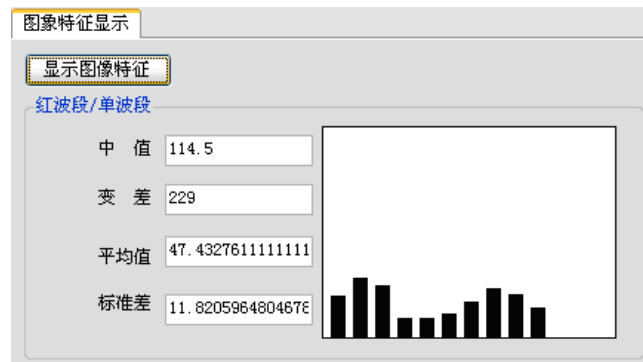 图象特征显示
显示图像特征
红波段/单波段
中 值 114.5
变 差 229
平均值 47.4327611111111
标准差 11.8205964804678